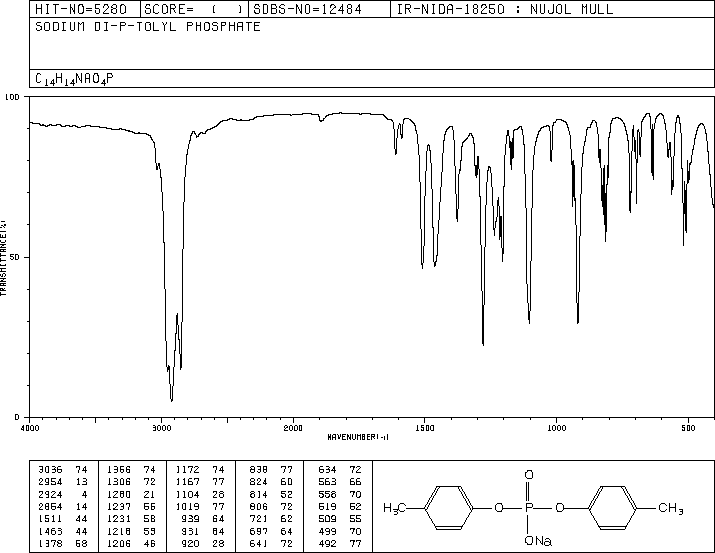 HIT-NO=5280 SCORE= ( ) SDBS-NO=12484 IR-NIDA-18250 : NUJOL MULL
SODIUM DI-P-TOLYL PHOSPHATE
C14H14NAO4P
100
50
0
TRANSMITTANCE(%)
4000 3000 2000 1500 1000 500
WAVENUMBER(-1)
3036 74 1366 74 1172 74 838 77 634 72
2954 13 1306 72 1167 77 824 60 563 66
2924 4 1280 21 1104 28 814 52 558 70
2854 14 1237 56 1019 77 806 72 519 52
1511 44 1231 58 939 64 721 62 509 55
1463 44 1218 59 931 84 697 64 499 70
1378 58 1206 46 920 28 641 72 492 77
O
H3C O P O CH3
ONa